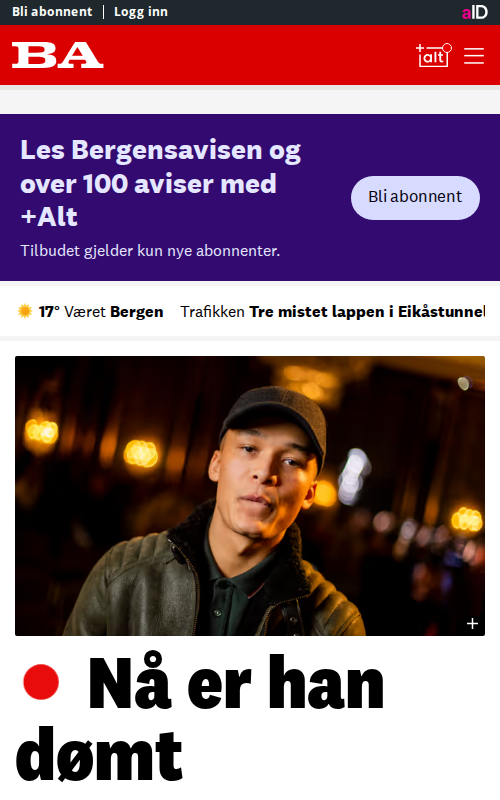 Bli abonnent | Logg inn
aID
BA
+alt
Les Bergensavisen og
over 100 aviser med
+Alt
Bli abonnent
Tilbudet gjelder kun nye abonnenter.
17° Været Bergen Trafikken Tre mistet lappen i Eikåstunnel
+
Nå er han
dømt